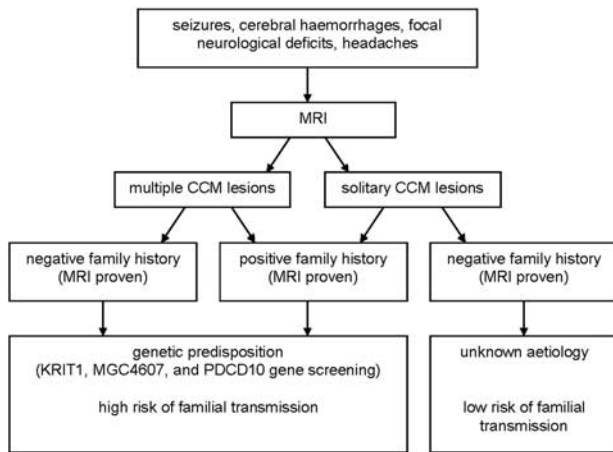 seizures, cerebral haemorrhages, focal
neurological deficits, headaches
MRI
multiple CCM lesions
solitary CCM lesions
negative family history
(MRI proven)
positive family history
(MRI proven)
negative family history
(MRI proven)
genetic predisposition
(KRIT1, MGC4607, and PDCD10 gene screening)
high risk of familial transmission
unknown aetiology
low risk of familial
transmission